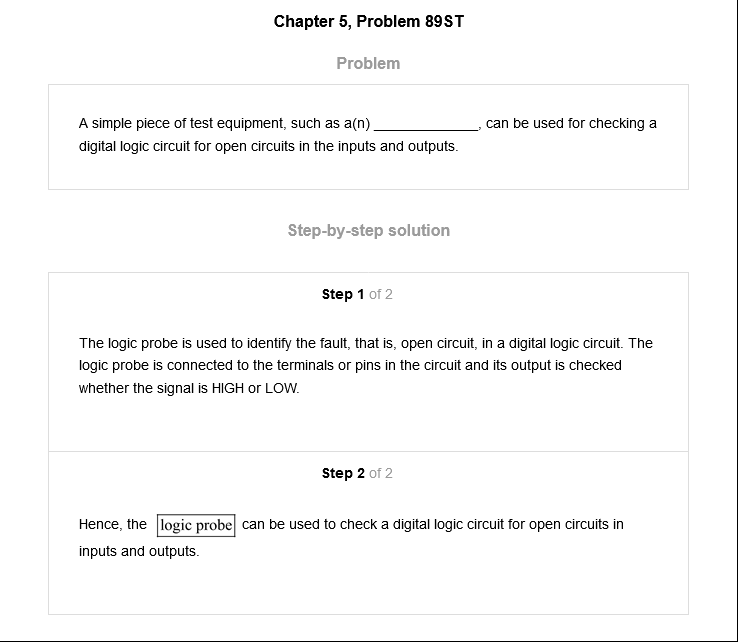 Chapter 5, Problem 89ST
Problem
A simple piece of test equipment, such as a(n) ______________, can be used for checking a
digital logic circuit for open circuits in the inputs and outputs.
Step-by-step solution
Step 1 of 2
The logic probe is used to identify the fault, that is, open circuit, in a digital logic circuit. The
logic probe is connected to the terminals or pins in the circuit and its output is checked
whether the signal is HIGH or LOW.
Step 2 of 2
Hence, the logic probe can be used to check a digital logic circuit for open circuits in
inputs and outputs.